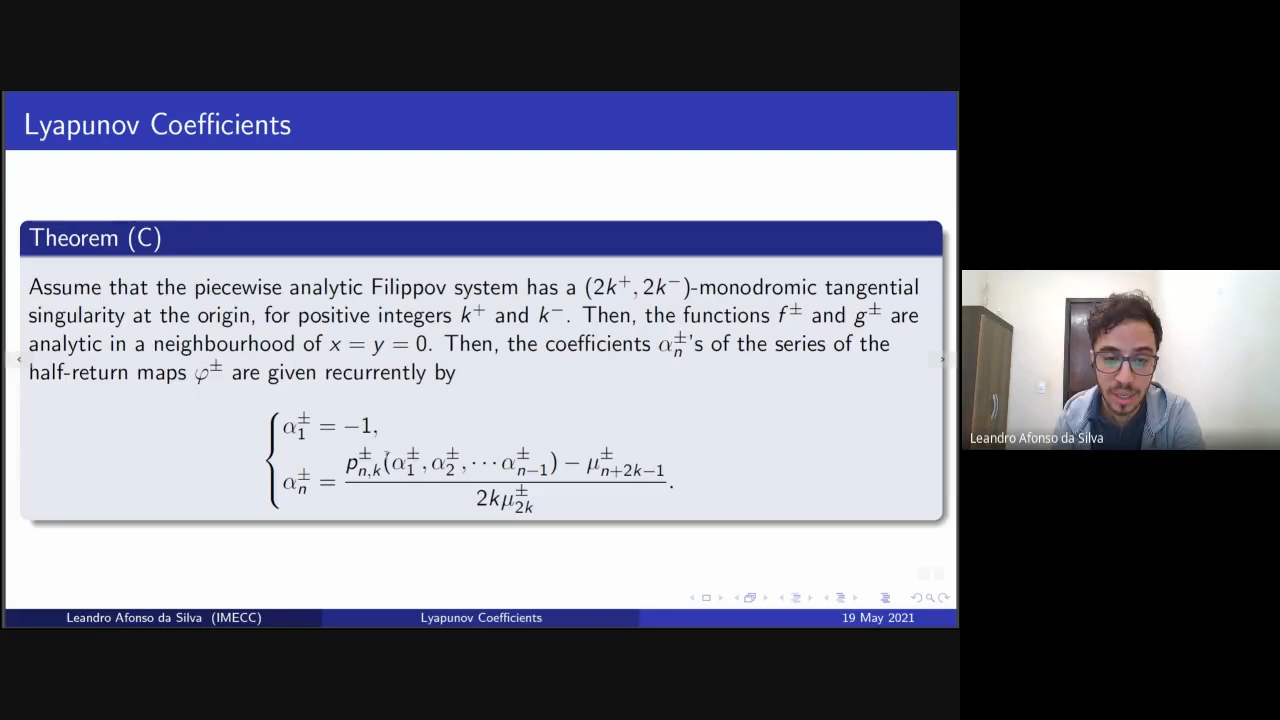 Lyapunov Coefficients
Theorem (C)
Assume that the piecewise analytic Filippov system has a (2k⁺, 2k⁻)-monodromic tangential
singularity at the origin, for positive integers k⁺ and k⁻. Then, the functions f^± and g^± are
analytic in a neighbourhood of x = y = 0. Then, the coefficients α_n^±'s of the series of the
half-return maps φ^± are given recurrently by
α_1^± = −1,
α_n^± = (p_{n,k}^±(α_1^±, α_2^±, ⋯ α_{n−1}^±) − μ_{n+2k−1}^±) / (2kμ_{2k}^±).
Leandro Afonso da Silva (IMECC)
Lyapunov Coefficients
19 May 2021
Leandro Afonso da Silva